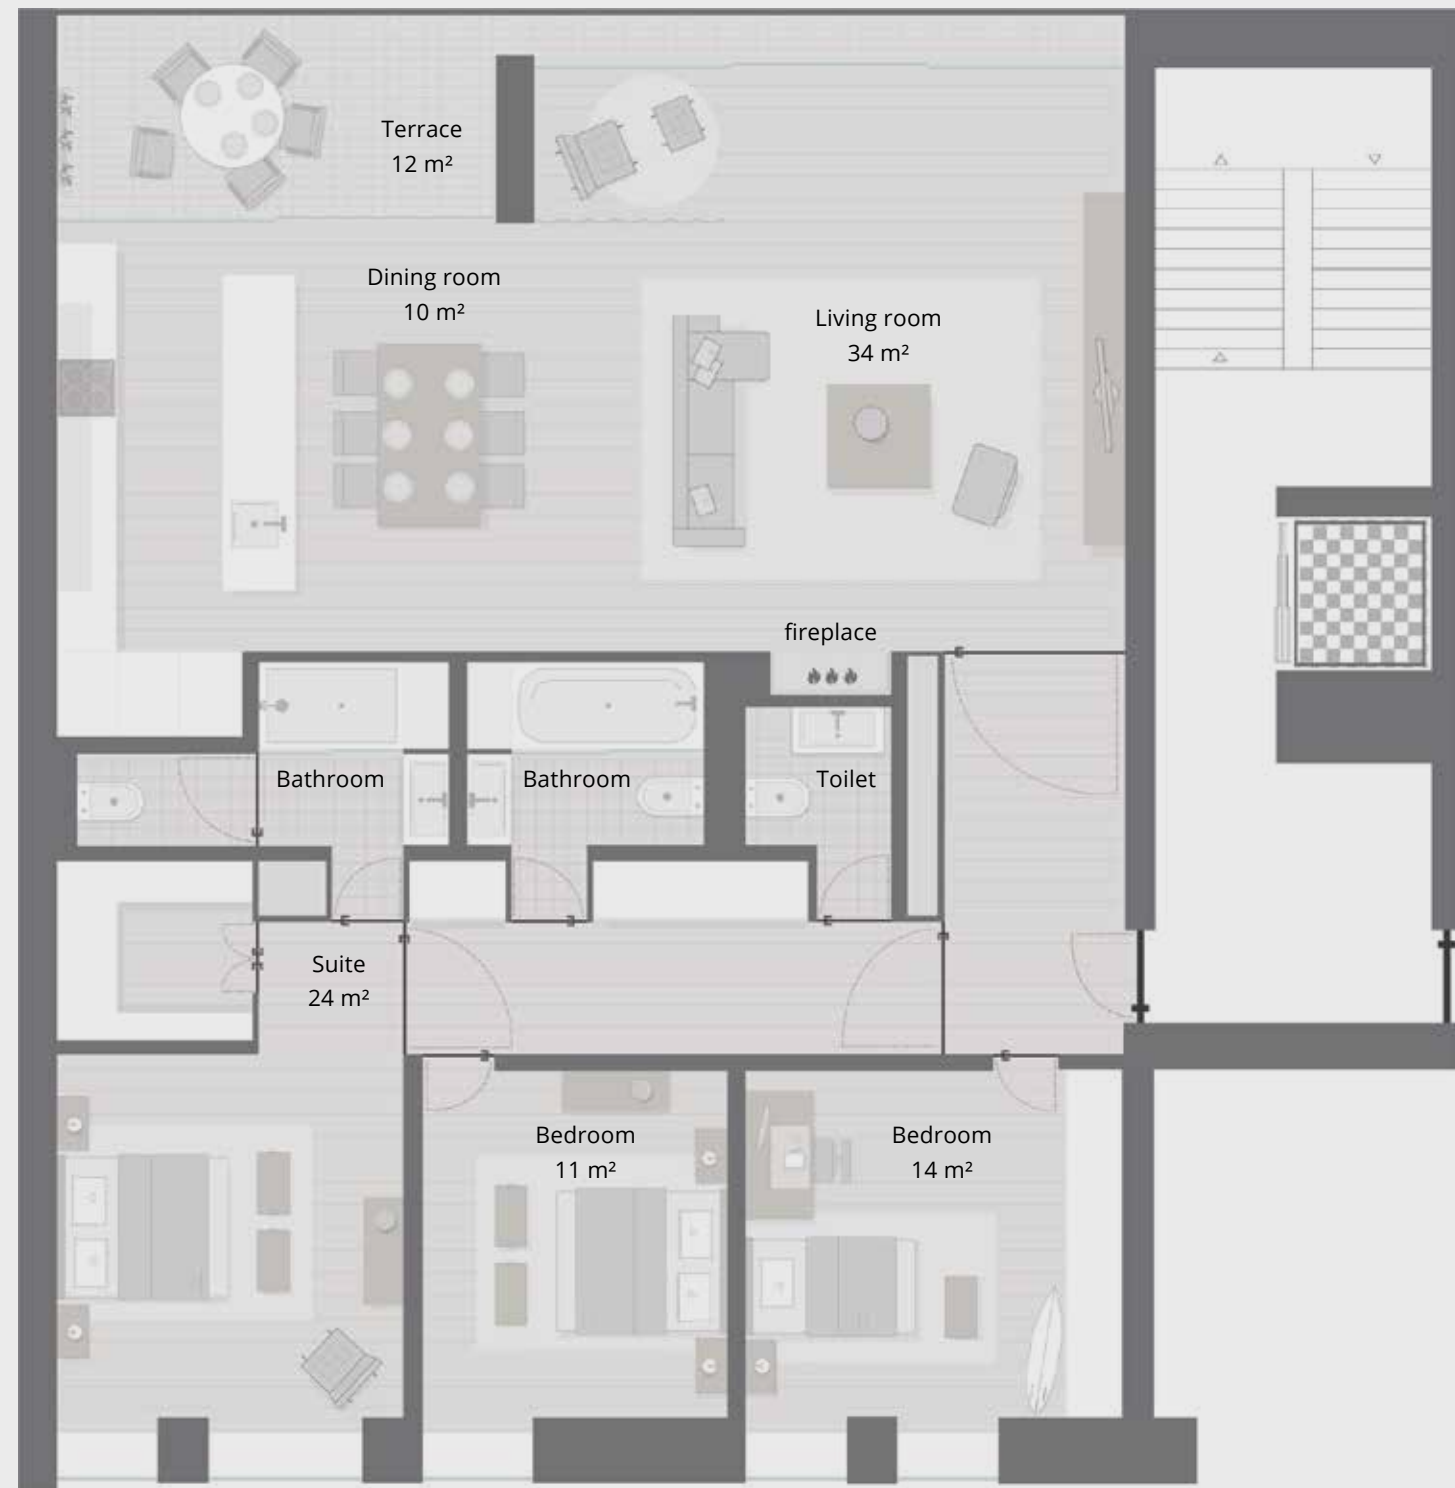 Terrace
12 m²
Dining room
10 m²
Living room
34 m²
fireplace
Bathroom
Bathroom
Toilet
Suite
24 m²
Bedroom
11 m²
Bedroom
14 m²